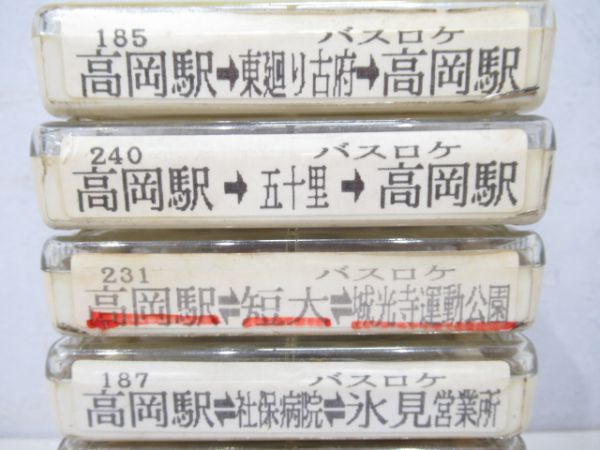 185 バスロケ
高岡駅➡東廻り古府➡高岡駅
240 バスロケ
高岡駅➡五十里➡高岡駅
231 バスロケ
高岡駅⇌短大⇌城光寺運動公園
187 バスロケ
高岡駅⇌社保病院⇌氷見営業所